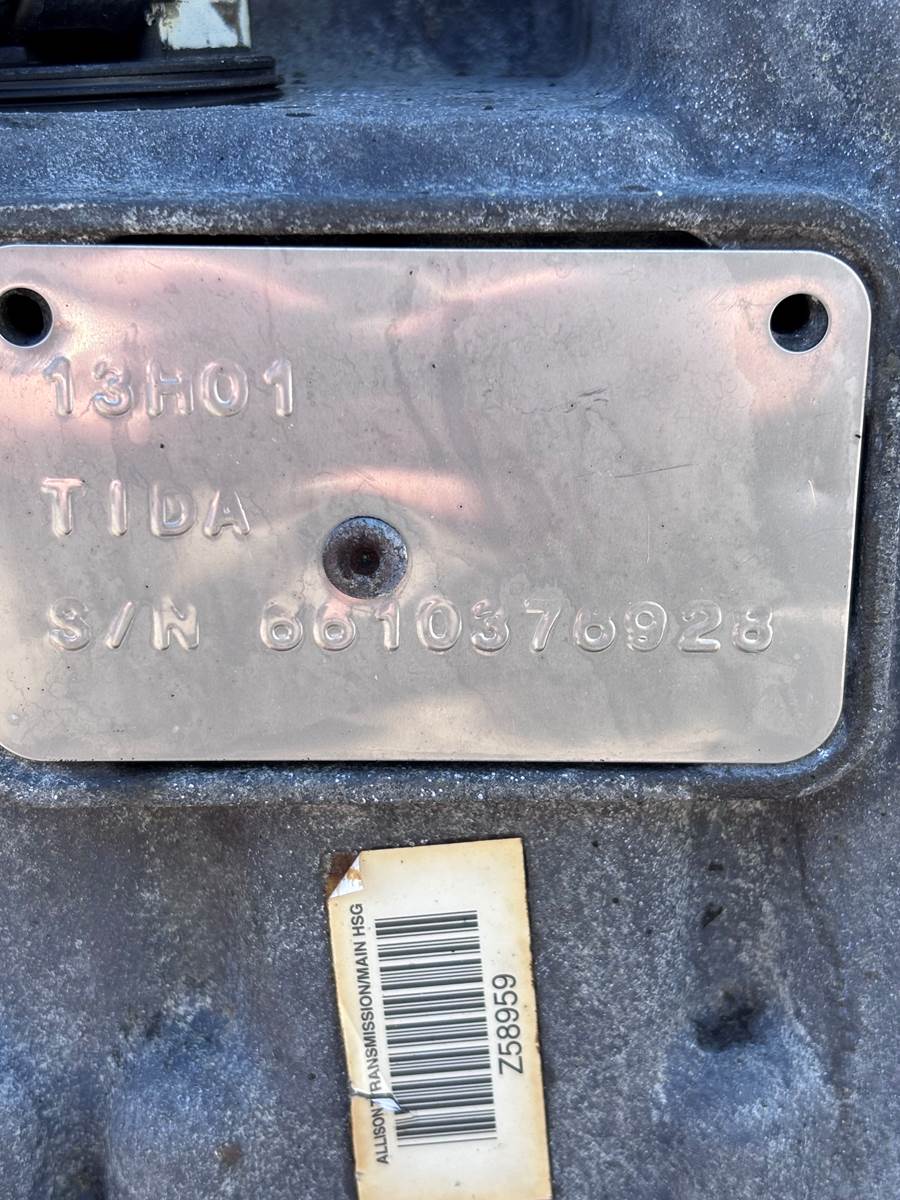 13H01
TIDA
S/N 6610376928
ALLISON TRANSMISSION/MAIN HSG
Z58959